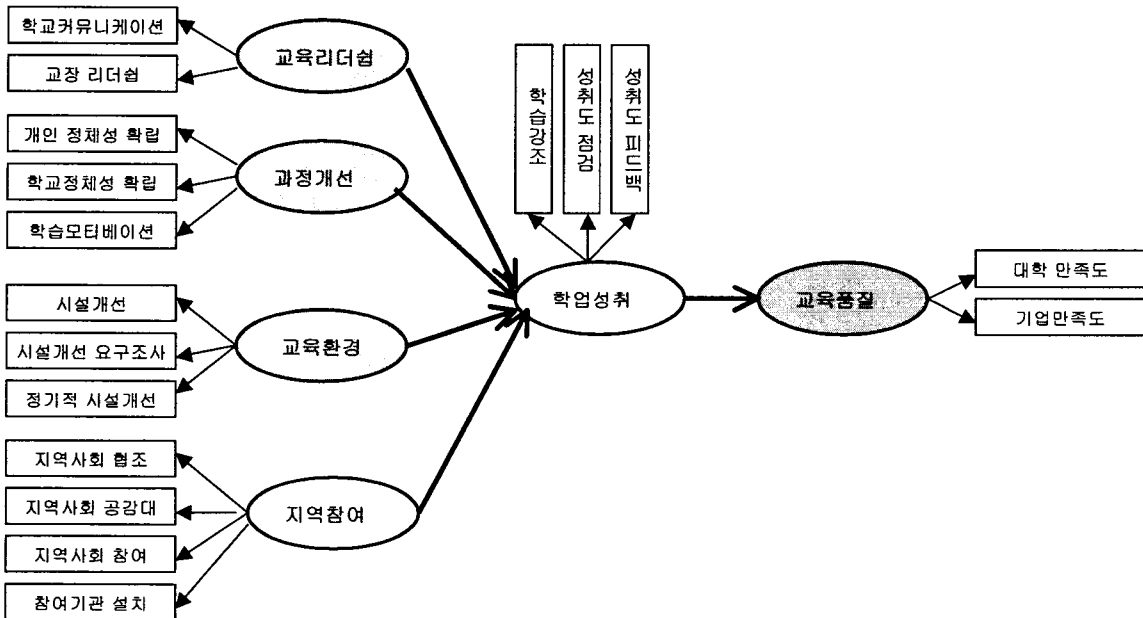 학교커뮤니케이션
교장 리더쉽
교육리더쉽
개인 정체성 확립
학교정체성 확립
학습모티베이션
과정개선
시설개선
시설개선 요구조사
정기적 시설개선
교육환경
지역사회 협조
지역사회 공감대
지역사회 참여
참여기관 설치
지역참여
학습강조
성취도 점검
성취도 피드백
학업성취
교육품질
대학 만족도
기업만족도